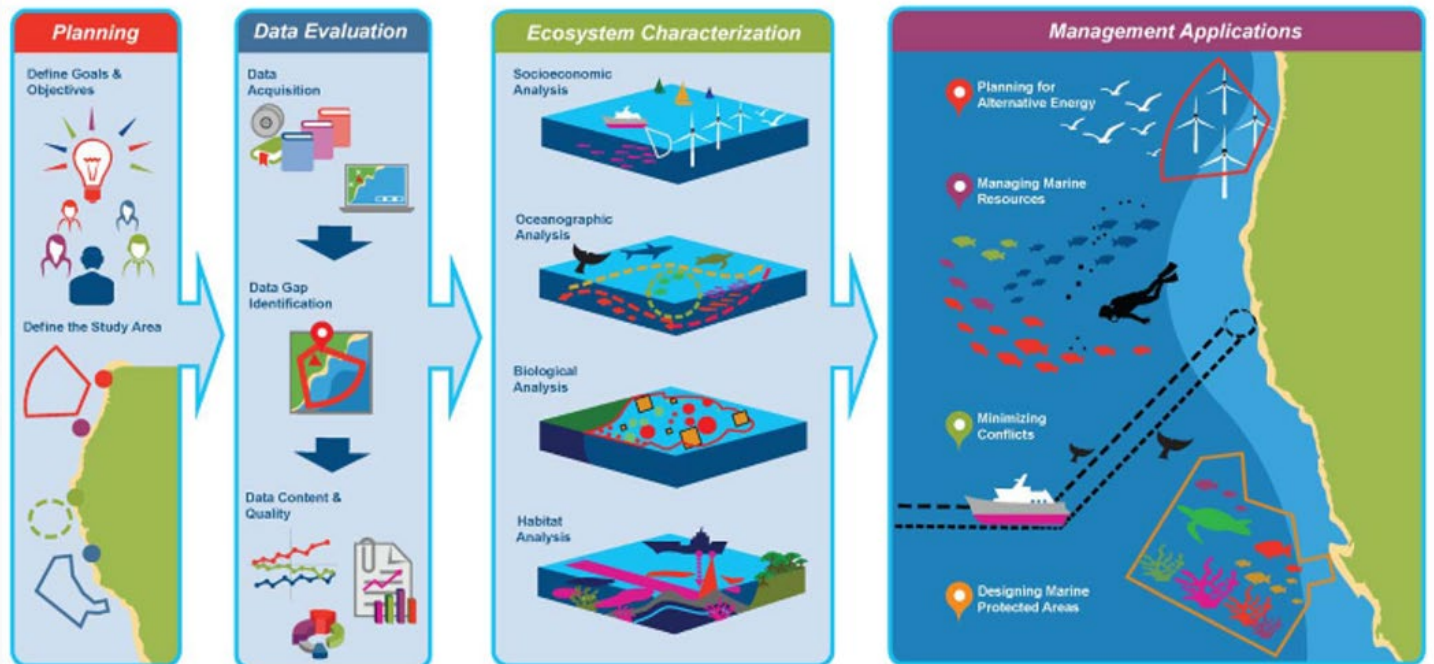 Planning
Define Goals &
Objectives
Define the Study Area
Data Evaluation
Data
Acquisition
Data Gap
Identification
Data Content &
Quality
Ecosystem Characterization
Socioeconomic
Analysis
Oceanographic
Analysis
Biological
Analysis
Habitat
Analysis
Management Applications
Planning for
Alternative Energy
Managing Marine
Resources
Minimizing
Conflicts
Designing Marine
Protected Areas